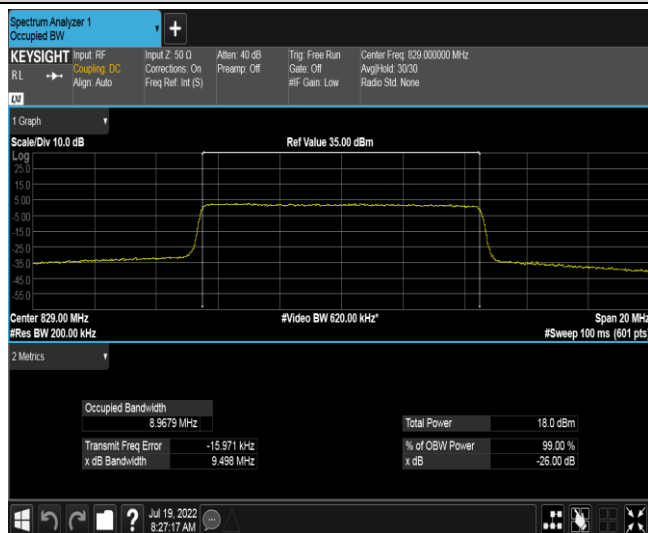 Spectrum Analyzer 1
Occupied BW
+
KEYSIGHT Input: RF Input Z: 50 Ω Atten: 40 dB Trig: Free Run Center Freq: 829.000000 MHz
RL Coupling: DC Corrections: On Preamp: Off Gate: Off Avg|Hold: 30/30
Align: Auto Freq Ref: Int (S) #IF Gain: Low Radio Std: None
LXI
1 Graph
Scale/Div 10.0 dB Ref Value 35.00 dBm
Log
25.0
15.0
5.00
-5.00
-15.0
-25.0
-35.0
-45.0
-55.0
Center 829.00 MHz #Video BW 620.00 kHz* Span 20 MHz
#Res BW 200.00 kHz #Sweep 100 ms (601 pts)
2 Metrics
Occupied Bandwidth
8.9679 MHz Total Power 18.0 dBm
Transmit Freq Error -15.971 kHz % of OBW Power 99.00 %
x dB Bandwidth 9.498 MHz x dB -26.00 dB
? Jul 19, 2022
8:27:17 AM